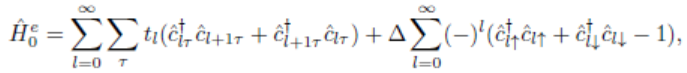 $\hat{H}_0^e = \sum_{l=0}^{\infty} \sum_{\tau} t_l (\hat{c}_{l\tau}^{\dagger} \hat{c}_{l+1\tau} + \hat{c}_{l+1\tau}^{\dagger} \hat{c}_{l\tau}) + \Delta \sum_{l=0}^{\infty} (-)^l (\hat{c}_{l\uparrow}^{\dagger} \hat{c}_{l\uparrow} + \hat{c}_{l\downarrow}^{\dagger} \hat{c}_{l\downarrow} - 1),$